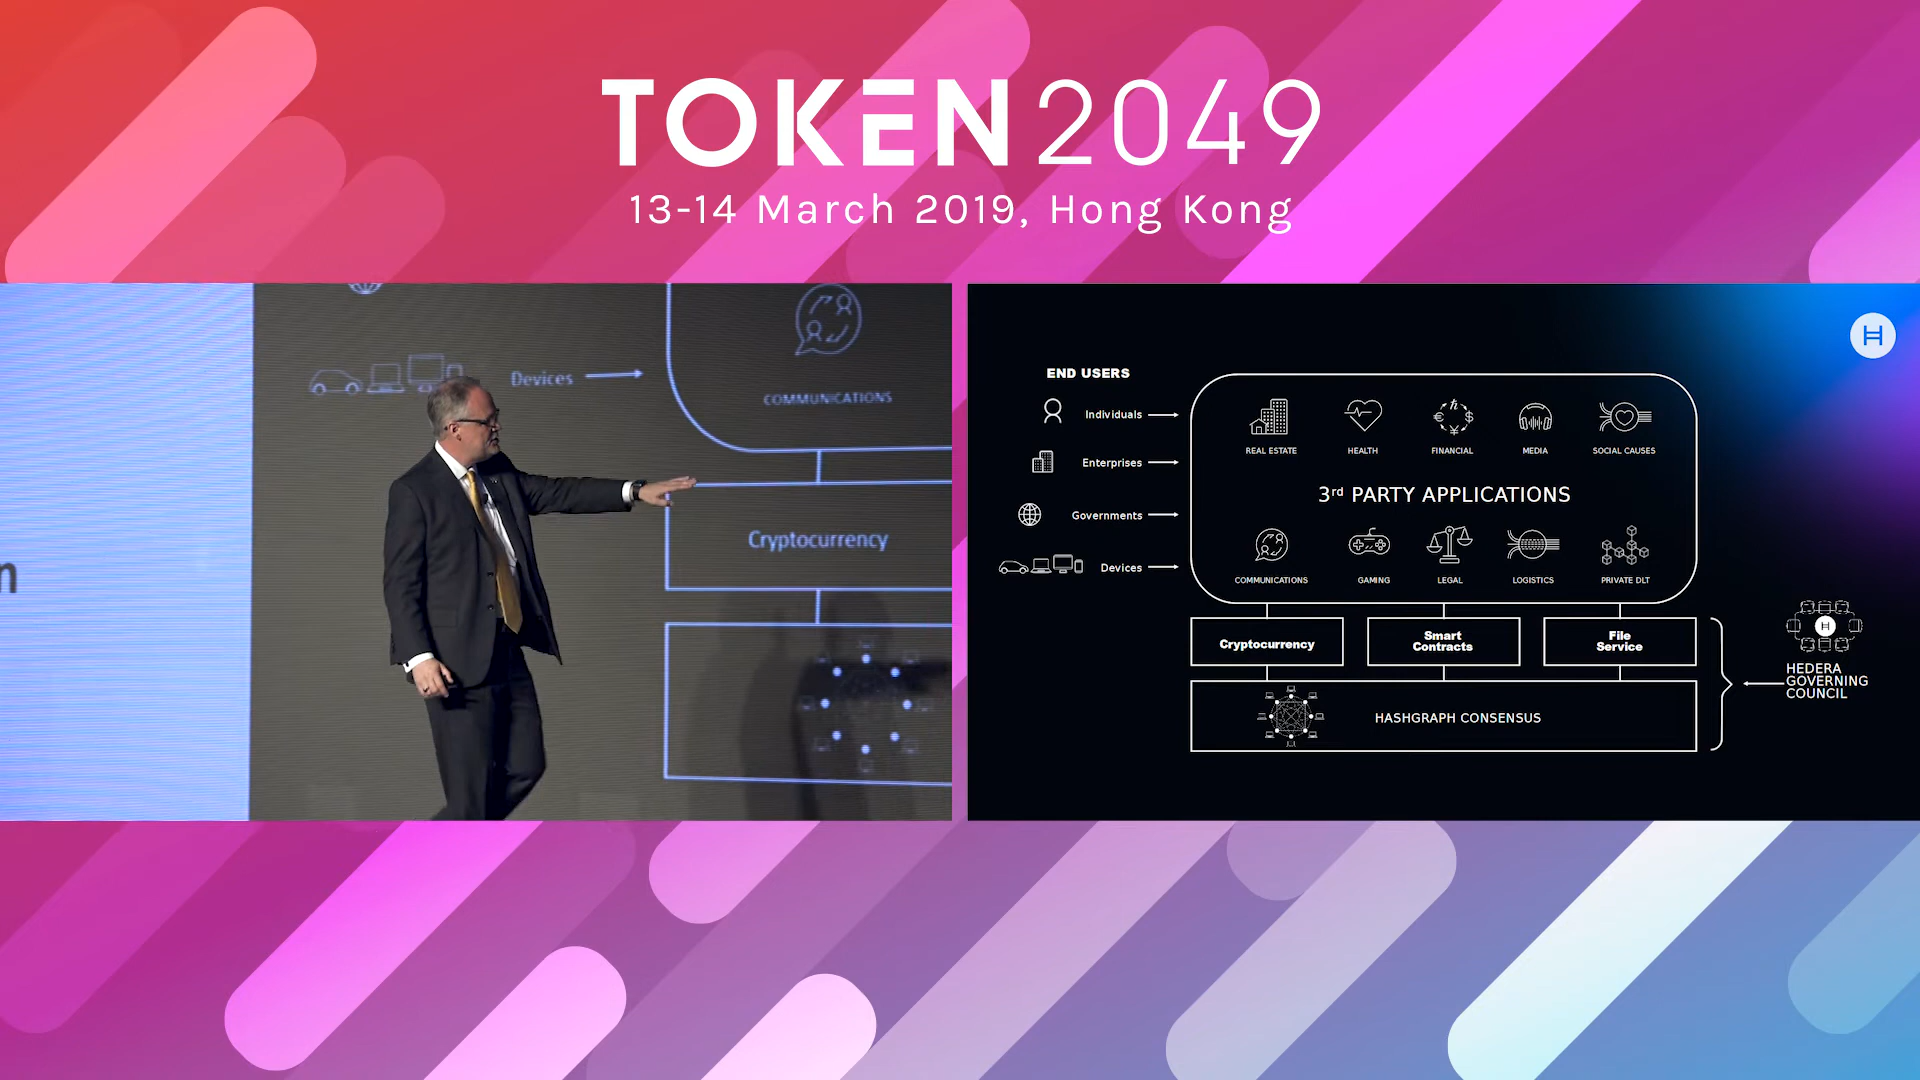 TOKEN2049
13-14 March 2019, Hong Kong
n
Devices
COMMUNICATIONS
Cryptocurrency
END USERS
Individuals
Enterprises
Governments
Devices
REAL ESTATE
HEALTH
FINANCIAL
MEDIA
SOCIAL CAUSES
3rd PARTY APPLICATIONS
COMMUNICATIONS
GAMING
LEGAL
LOGISTICS
PRIVATE DLT
Cryptocurrency
Smart
Contracts
File
Service
HASHGRAPH CONSENSUS
HEDERA
GOVERNING
COUNCIL